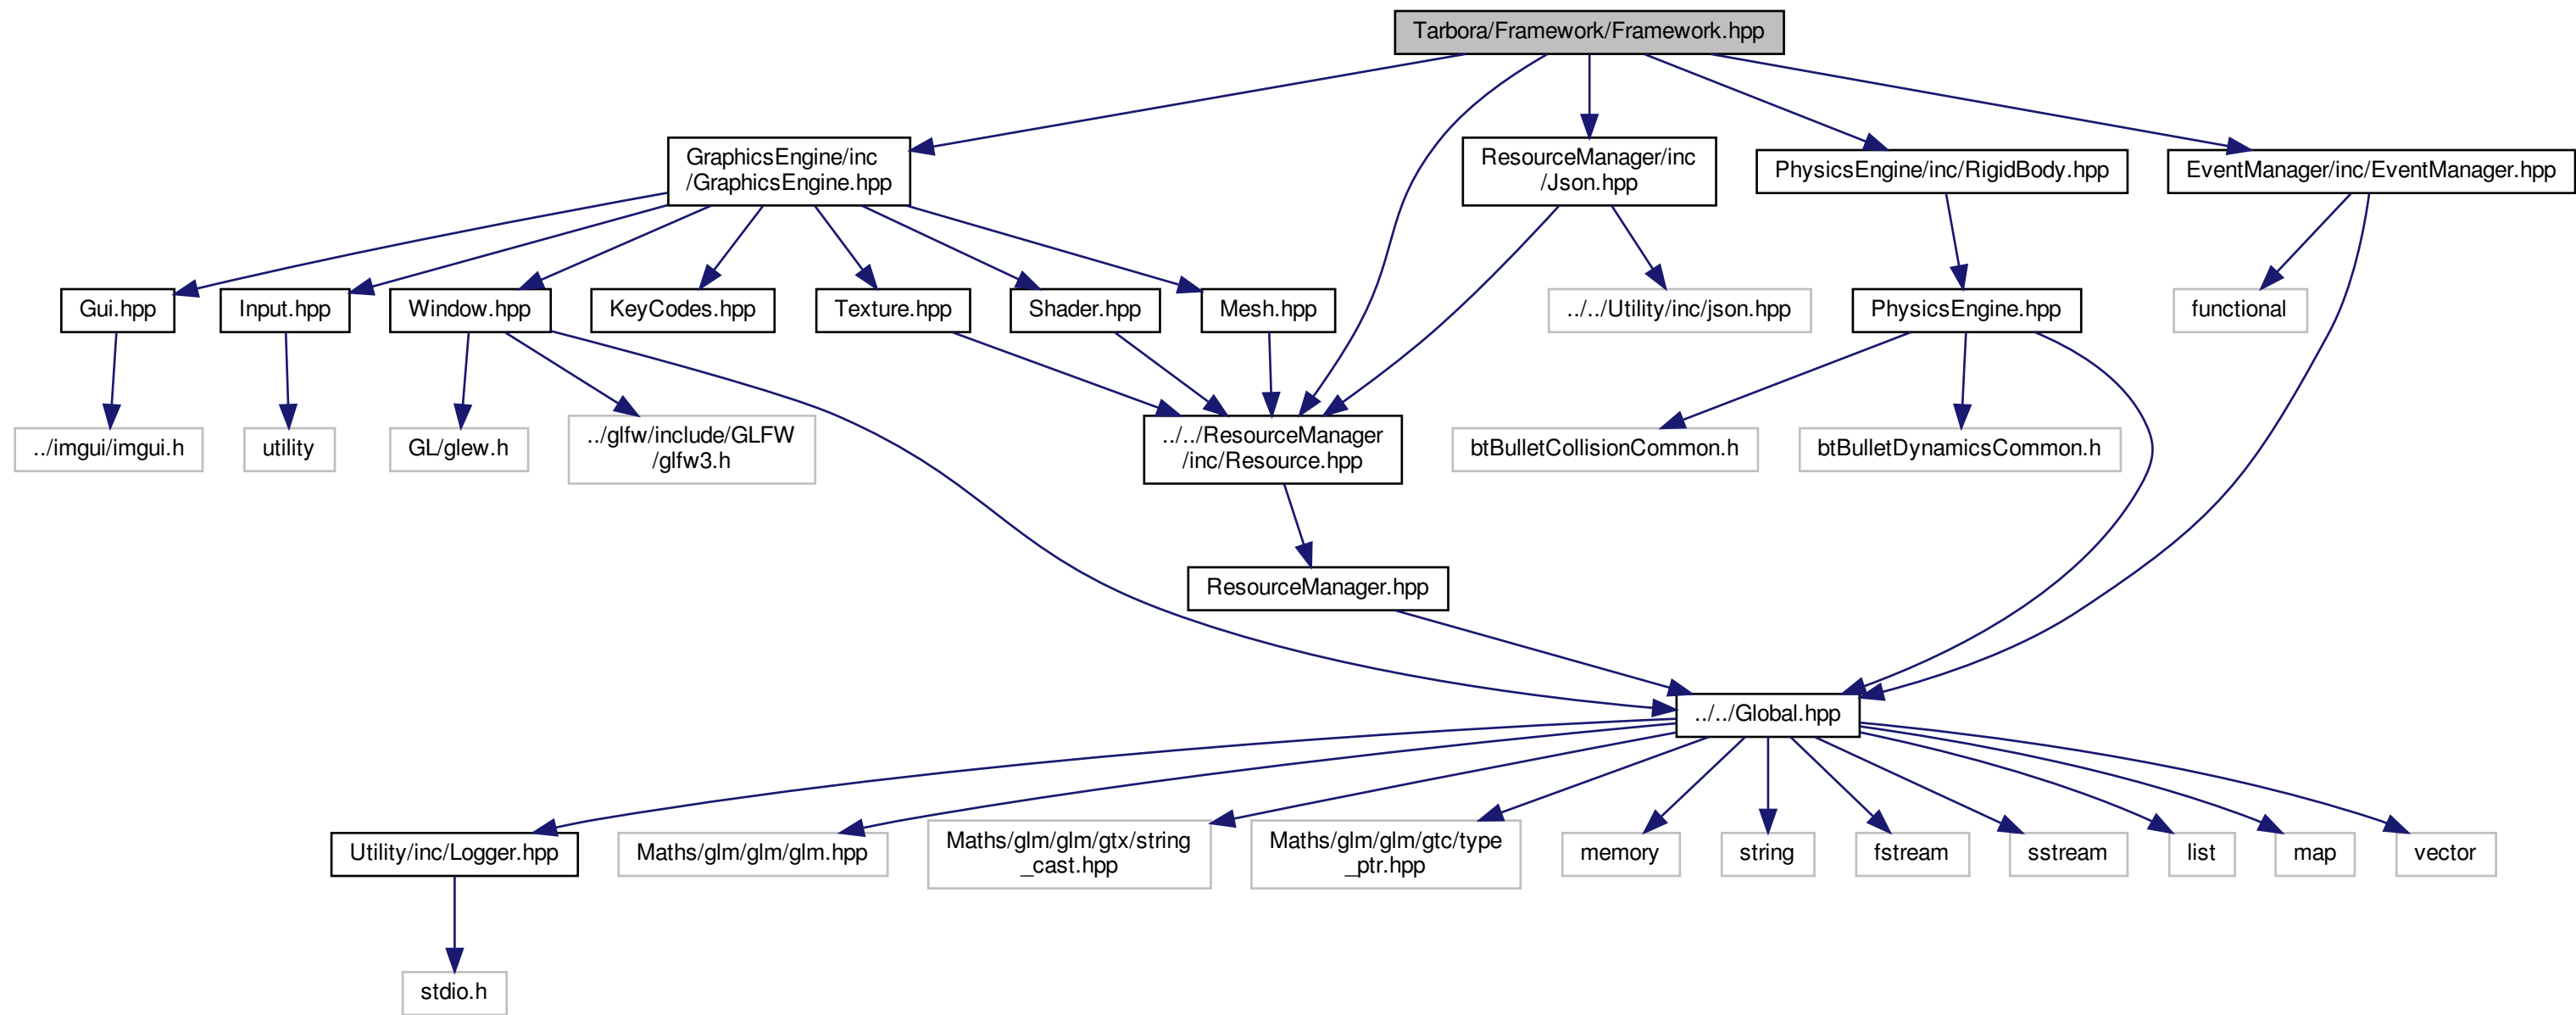 Tarbora/Framework/Framework.hpp
GraphicsEngine/inc
/GraphicsEngine.hpp
ResourceManager/inc
/Json.hpp
PhysicsEngine/inc/RigidBody.hpp
EventManager/inc/EventManager.hpp
Gui.hpp
Input.hpp
Window.hpp
KeyCodes.hpp
Texture.hpp
Shader.hpp
Mesh.hpp
../../Utility/inc/json.hpp
PhysicsEngine.hpp
functional
../imgui/imgui.h
utility
GL/glew.h
../glfw/include/GLFW
/glfw3.h
../../ResourceManager
/inc/Resource.hpp
btBulletCollisionCommon.h
btBulletDynamicsCommon.h
ResourceManager.hpp
../../Global.hpp
Utility/inc/Logger.hpp
Maths/glm/glm/glm.hpp
Maths/glm/glm/gtx/string
_cast.hpp
Maths/glm/glm/gtc/type
_ptr.hpp
memory
string
fstream
sstream
list
map
vector
stdio.h